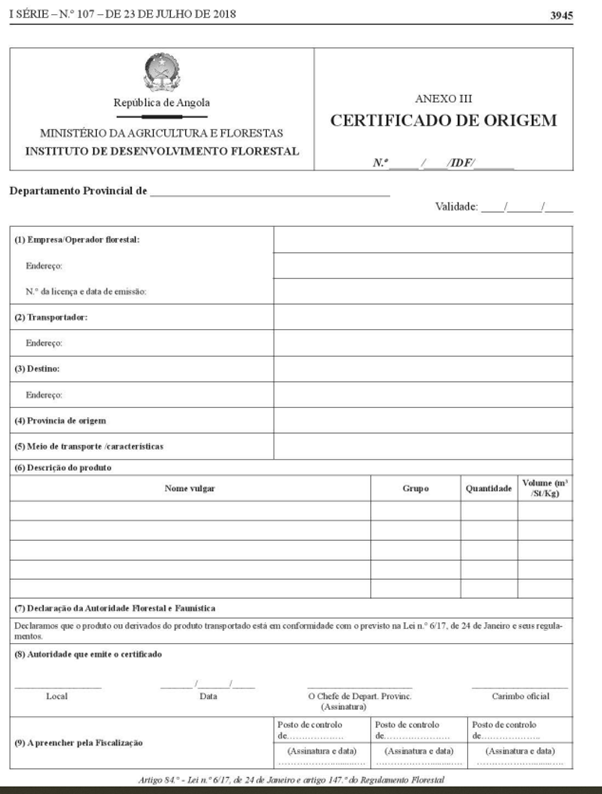 I SÉRIE – N.º 107 – DE 23 DE JULHO DE 2018 3945
República de Angola
MINISTÉRIO DA AGRICULTURA E FLORESTAS
INSTITUTO DE DESENVOLVIMENTO FLORESTAL
ANEXO III
CERTIFICADO DE ORIGEM
N.º_____ /____/IDF/_______
Departamento Provincial de ______________________
Validade: ____/______/_____
(1) Empresa/Operador florestal:
Endereço:
N.º da licença e data de emissão:
(2) Transportador:
Endereço:
(3) Destino:
Endereço:
(4) Província de origem
(5) Meio de transporte /características
(6) Descrição do produto
Nome vulgar Grupo Quantidade Volume (m³
/St/Kg)
(7) Declaração da Autoridade Florestal e Faunística
Declaramos que o produto ou derivados do produto transportado está em conformidade com o previsto na Lei n.º 6/17, de 24 de Janeiro e seus regula-
mentos.
(8) Autoridade que emite o certificado
________________ ______/______/____ ____________________ __________________
Local Data O Chefe de Depart. Provinc. Carimbo oficial
(Assinatura)
(9) A preencher pela Fiscalização
Posto de controlo Posto de controlo Posto de controlo
de................... de...................... de....................
(Assinatura e data) (Assinatura e data) (Assinatura e data)
............................. ............................. .............................
Artigo 84.º - Lei n.º 6/17, de 24 de Janeiro e artigo 147.º do Regulamento Florestal